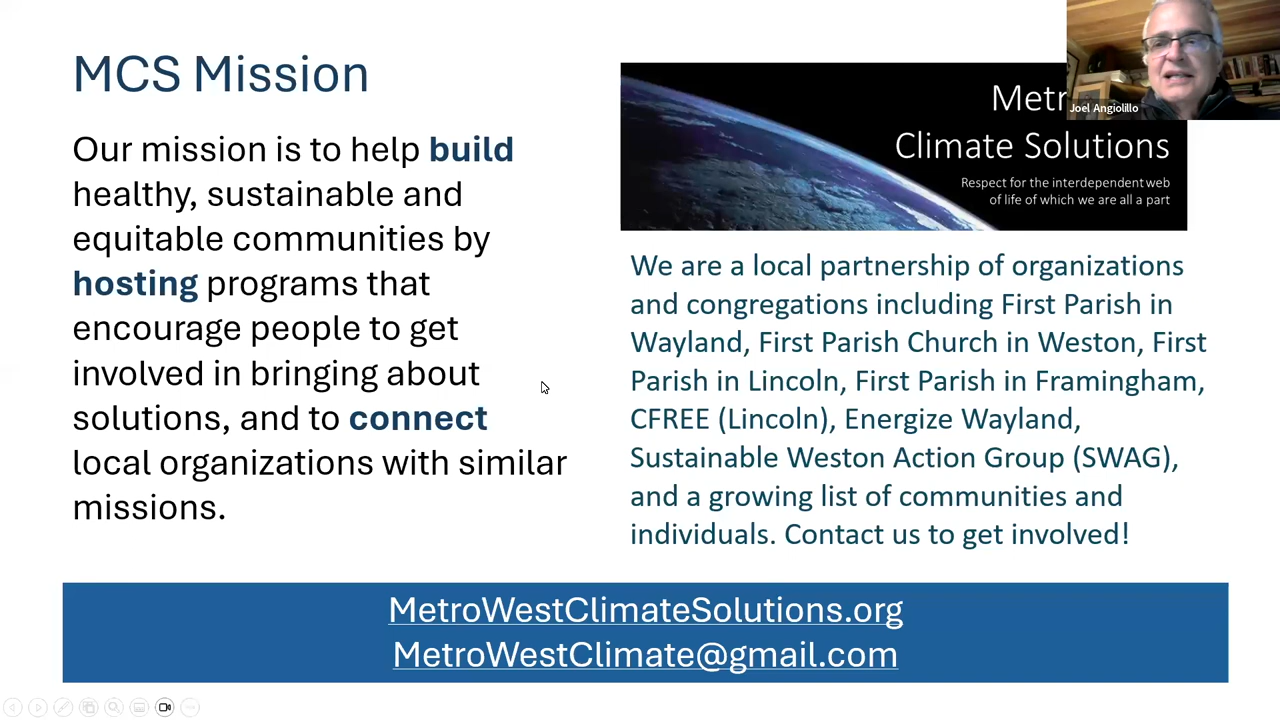 MCS Mission
Our mission is to help build
healthy, sustainable and
equitable communities by
hosting programs that
encourage people to get
involved in bringing about
solutions, and to connect
local organizations with similar
missions.
Metr
Climate Solutions
Respect for the interdependent web
of life of which we are all a part
Joel Angiolillo
We are a local partnership of organizations
and congregations including First Parish in
Wayland, First Parish Church in Weston, First
Parish in Lincoln, First Parish in Framingham,
CFREE (Lincoln), Energize Wayland,
Sustainable Weston Action Group (SWAG),
and a growing list of communities and
individuals. Contact us to get involved!
MetroWestClimateSolutions.org
MetroWestClimate@gmail.com